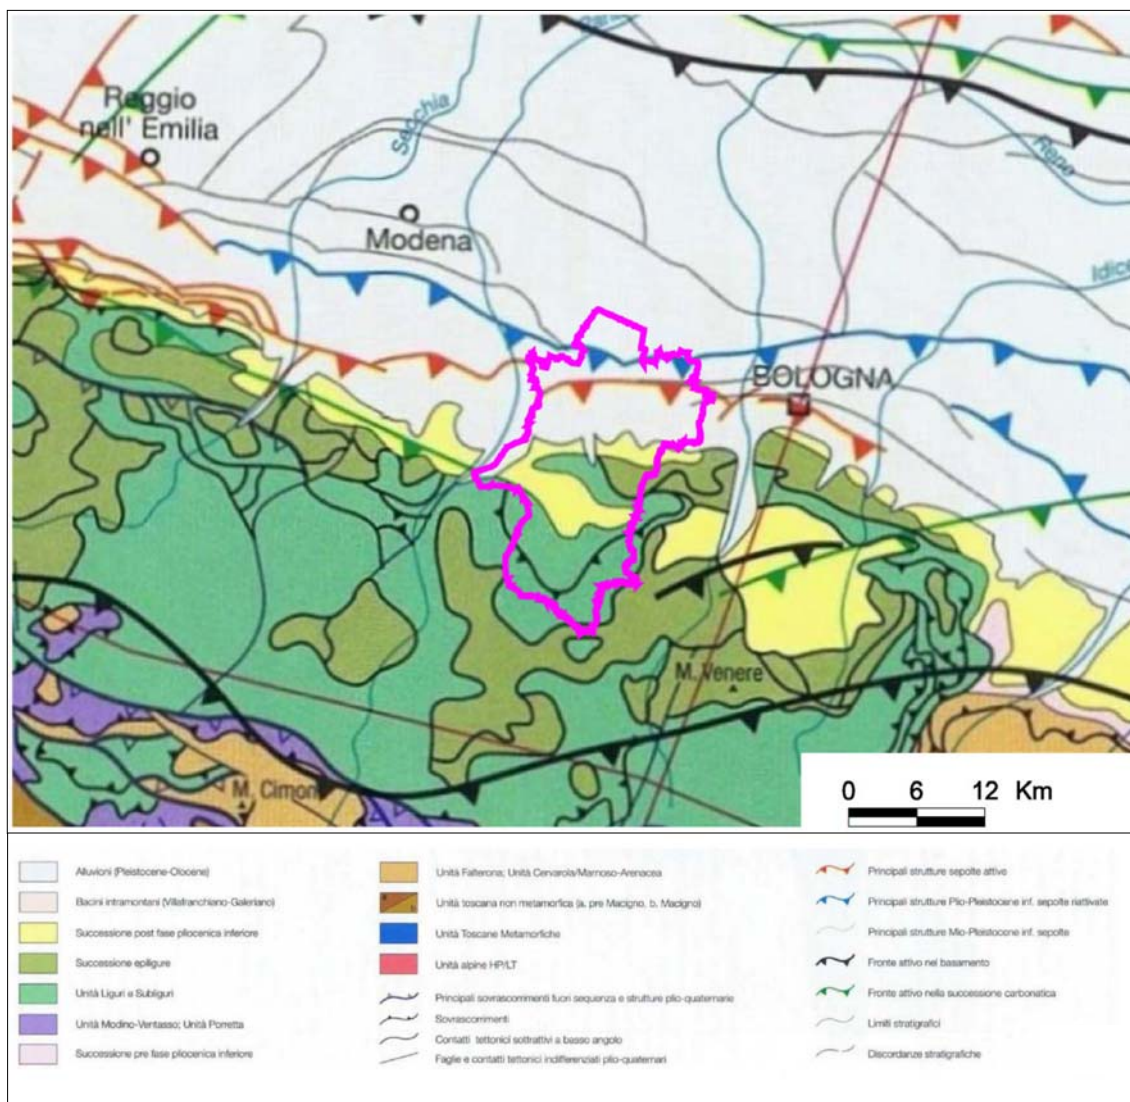 Reggio
nell' Emilia
Secchia
Reno
Modena
Idice
BOLOGNA
M. Venere
M. Cimon
0 6 12 Km
Alluvioni (Pleistocene-Olocene)
Bacini intramontani (Villafranchiano-Galeriano)
Successione post fase pliocenica inferiore
Successione epiligure
Unità Liguri e Subliguri
Unità Modino-Ventasso; Unità Porretta
Successione pre fase pliocenica inferiore
Unità Falterona; Unità Cervarola/Marnoso-Arenacea
Unità toscana non metamorfica (a. pre Macigno, b. Macigno)
Unità Toscane Metamorfiche
Unità alpine HP/LT
Principali sovrascorrimenti fuori sequenza e strutture plio-quaternarie
Sovrascorrimenti
Contatti tettonici sottrattivi a basso angolo
Faglie e contatti tettonici indifferenziati plio-quaternari
Principali strutture sepolte attive
Principali strutture Plio-Pleistocene inf. sepolte riattivate
Principali strutture Mio-Pleistocene inf. sepolte
Fronte attivo nel basamento
Fronte attivo nella successione carbonatica
Limiti stratigrafici
Discordanze stratigrafiche